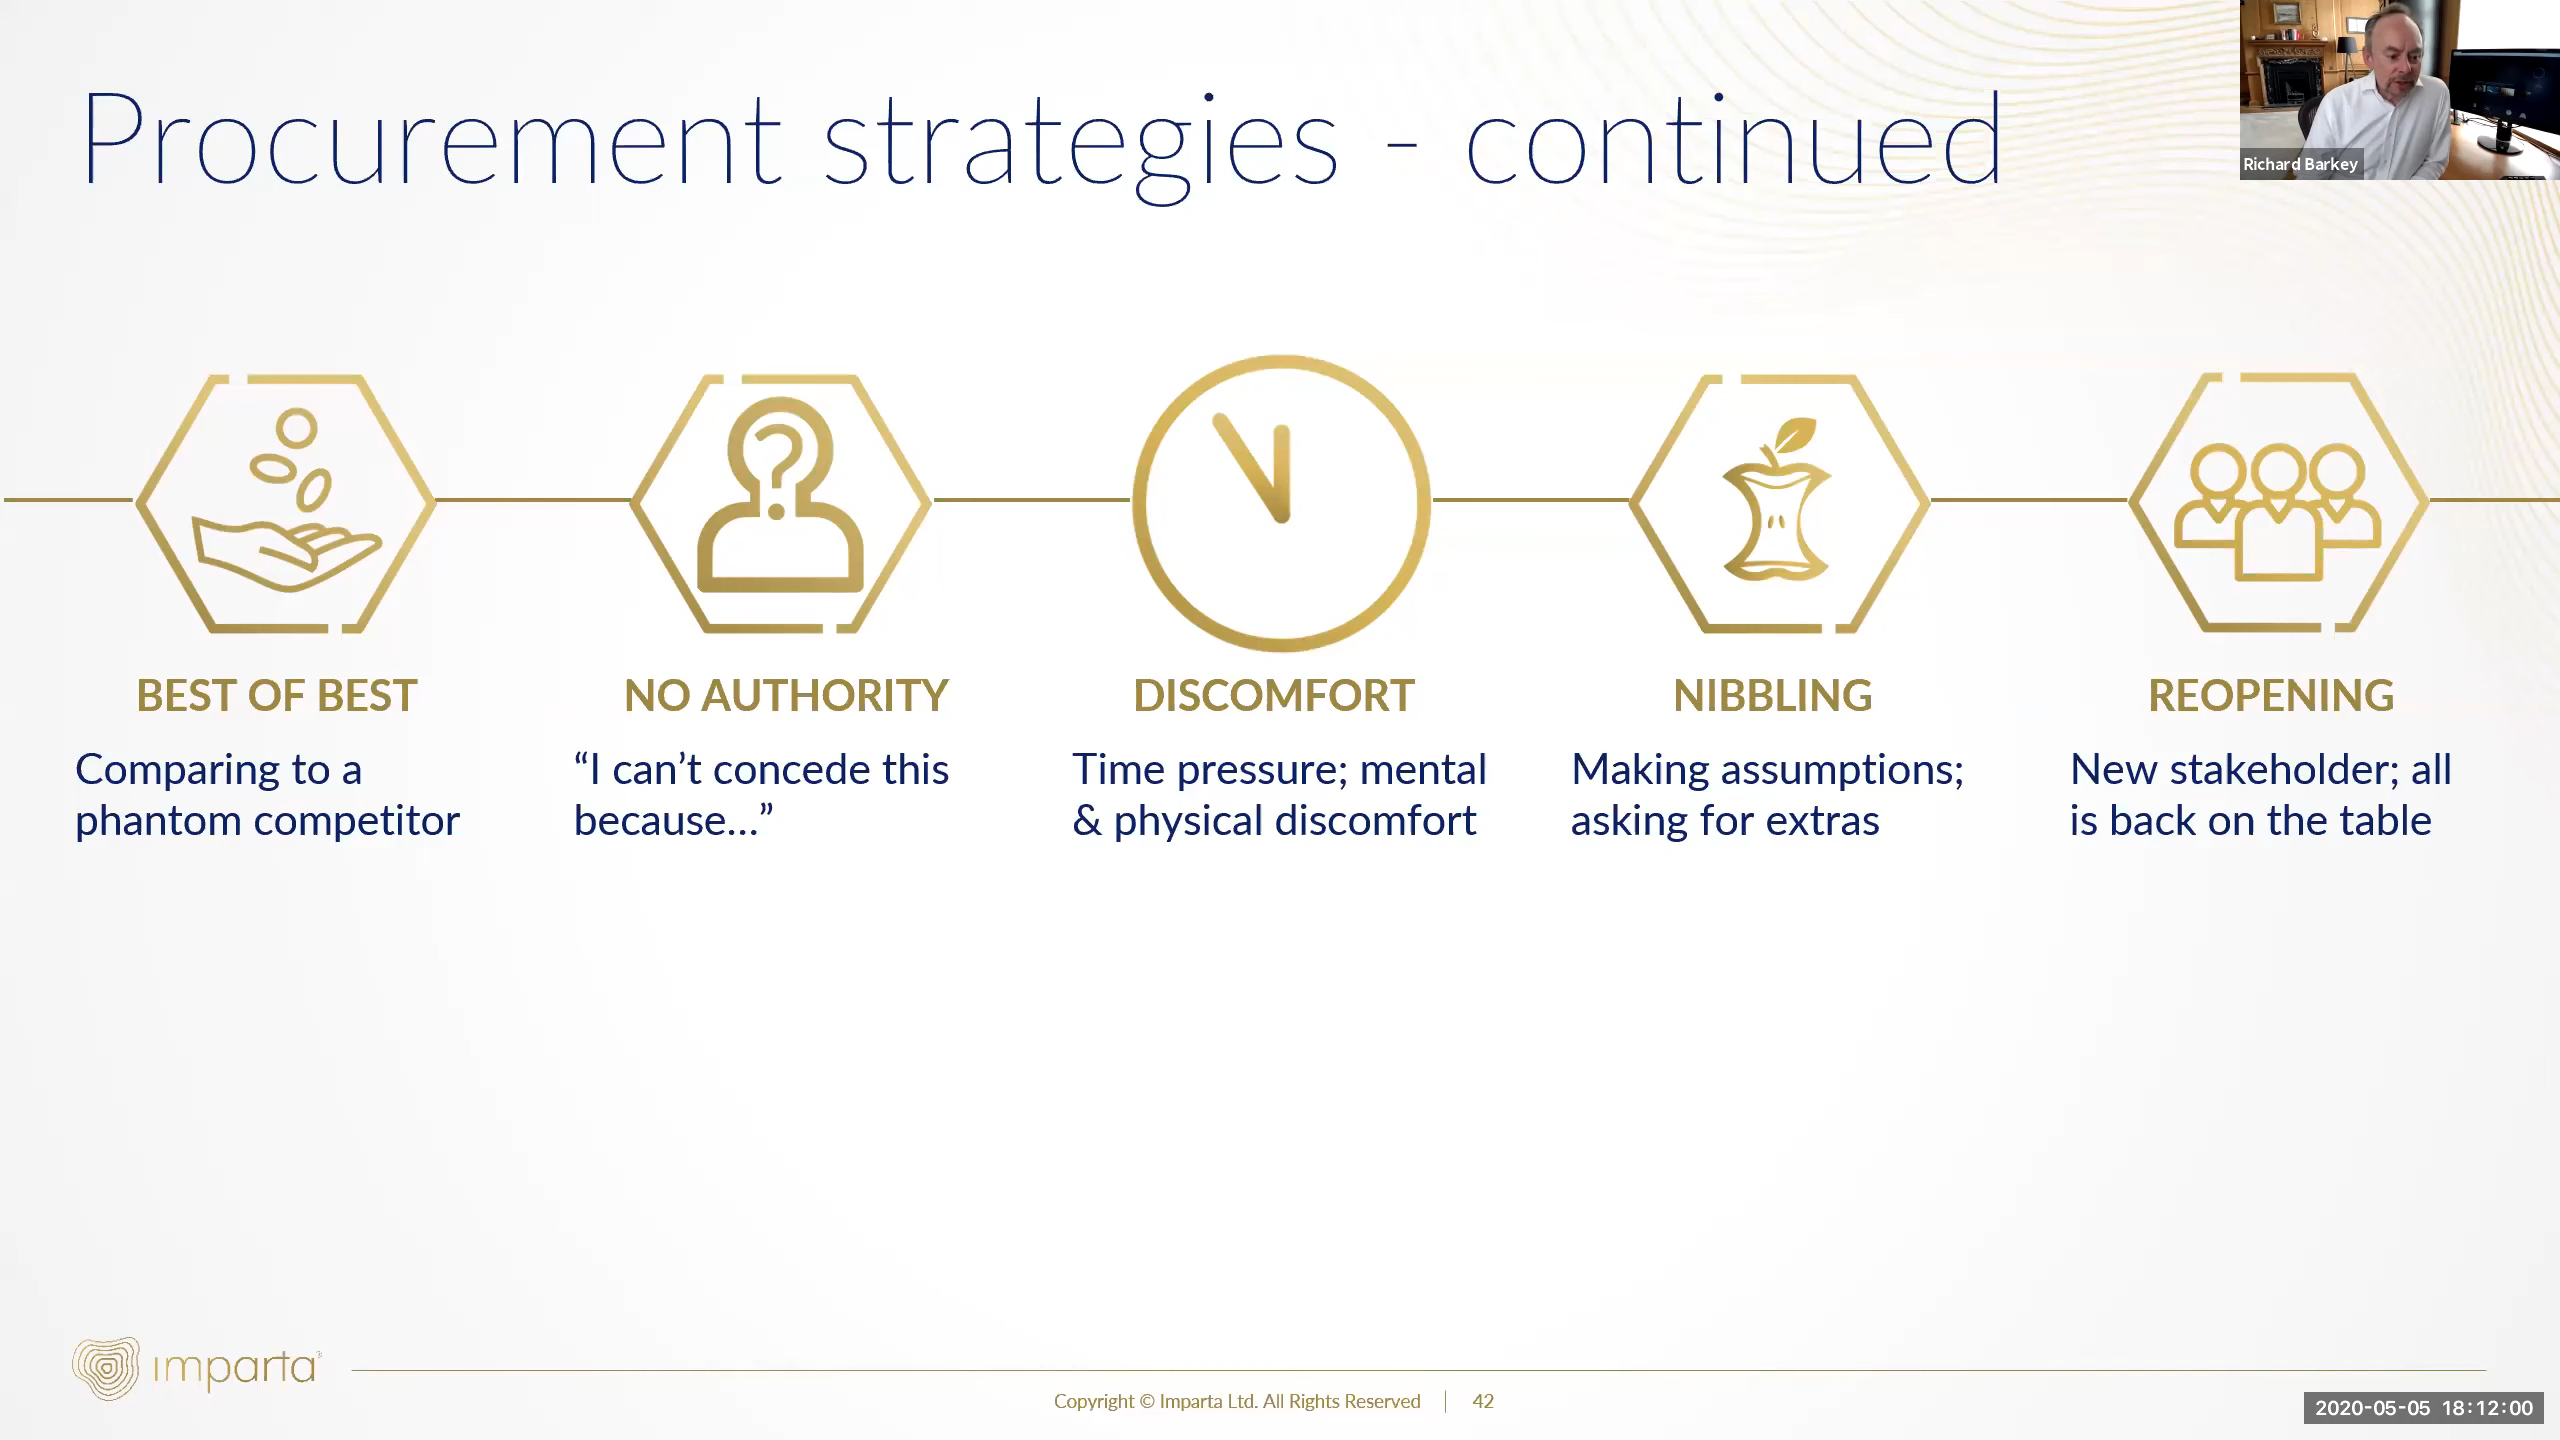 Procurement strategies - continued
Richard Barkey
?
BEST OF BEST
Comparing to a
phantom competitor
NO AUTHORITY
“I can’t concede this
because...”
DISCOMFORT
Time pressure; mental
& physical discomfort
NIBBLING
Making assumptions;
asking for extras
REOPENING
New stakeholder; all
is back on the table
imparta
Copyright © Imparta Ltd. All Rights Reserved | 42
2020-05-05 18:12:00